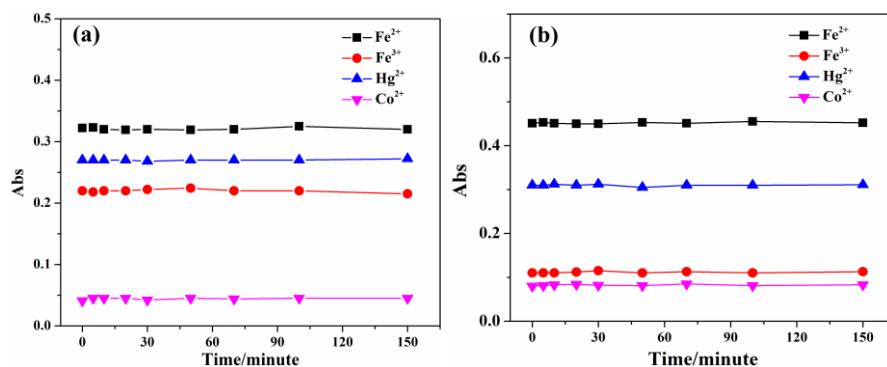 (a)
Fe²⁺
Fe³⁺
Hg²⁺
Co²⁺
0.5
0.4
0.3
0.2
0.1
0.0
Abs
0 30 60 90 120 150
Time/minute
(b)
Fe²⁺
Fe³⁺
Hg²⁺
Co²⁺
0.6
0.4
0.2
0.0
Abs
0 30 60 90 120 150
Time/minute